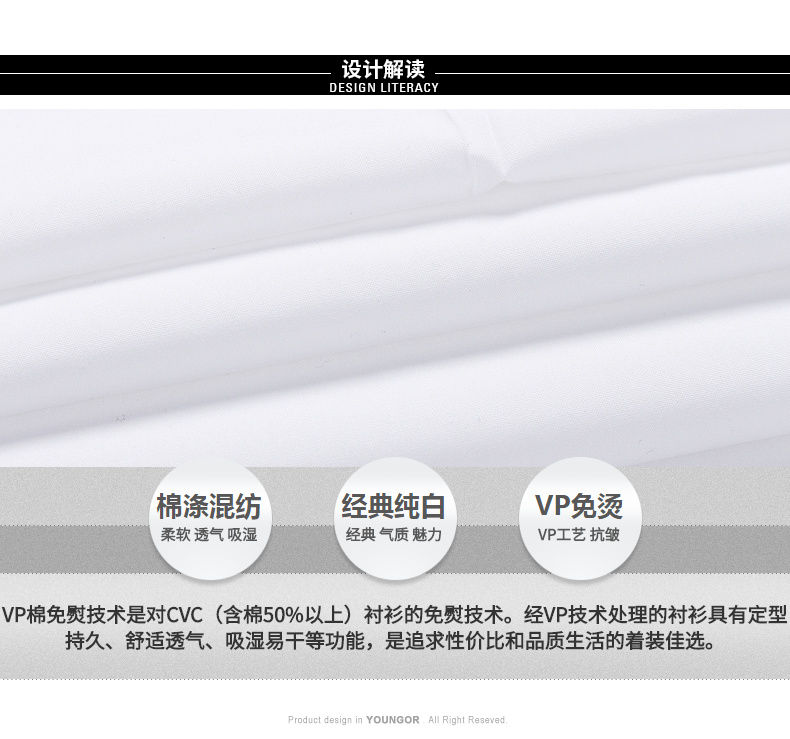 设计解读
DESIGN LITERACY
棉涤混纺
柔软 透气 吸湿
经典纯白
经典 气质 魅力
VP免烫
VP工艺 抗皱
VP棉免熨技术是对CVC（含棉50%以上）衬衫的免熨技术。经VP技术处理的衬衫具有定型
持久、舒适透气、吸湿易干等功能，是追求性价比和品质生活的着装佳选。
Product design in YOUNGOR . All Right Reseved.